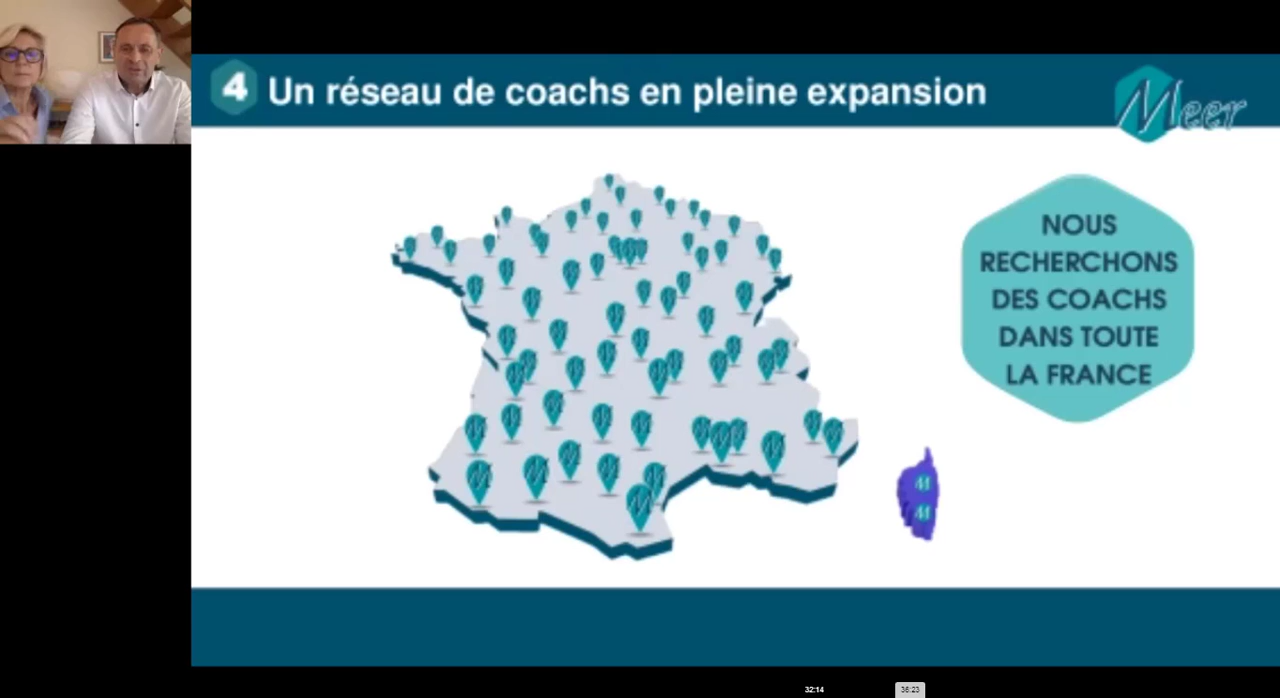 4 Un réseau de coachs en pleine expansion
Meer
NOUS
RECHERCHONS
DES COACHS
DANS TOUTE
LA FRANCE
32:14
36:23